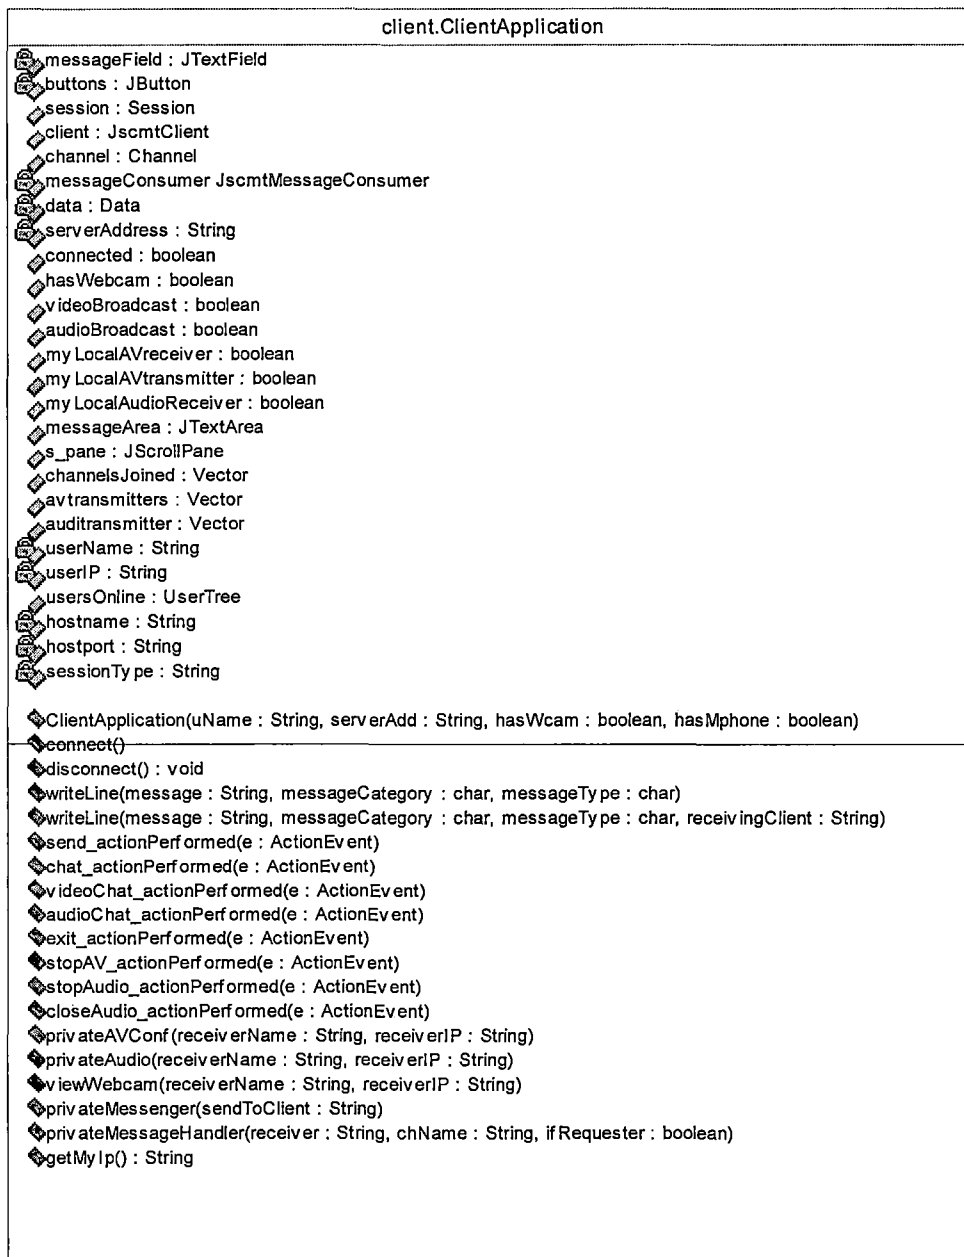 client.ClientApplication
messageField : JTextField
buttons : JButton
session : Session
client : JscmtClient
channel : Channel
messageConsumer JscmtMessageConsumer
data : Data
serverAddress : String
connected : boolean
hasWebcam : boolean
videoBroadcast : boolean
audioBroadcast : boolean
myLocalAVreceiver : boolean
myLocalAVtransmitter : boolean
myLocalAudioReceiver : boolean
messageArea : JTextArea
s_pane : JScrollPane
channelsJoined : Vector
avtransmitters : Vector
auditransmitter : Vector
userName : String
userIP : String
usersOnline : UserTree
hostname : String
hostport : String
sessionType : String
ClientApplication(uName : String, serverAdd : String, hasWcam : boolean, hasMphone : boolean)
connect()
disconnect() : void
writeLine(message : String, messageCategory : char, messageType : char)
writeLine(message : String, messageCategory : char, messageType : char, receivingClient : String)
send_actionPerformed(e : ActionEvent)
chat_actionPerformed(e : ActionEvent)
videoChat_actionPerformed(e : ActionEvent)
audioChat_actionPerformed(e : ActionEvent)
exit_actionPerformed(e : ActionEvent)
stopAV_actionPerformed(e : ActionEvent)
stopAudio_actionPerformed(e : ActionEvent)
closeAudio_actionPerformed(e : ActionEvent)
privateAVConf(receiverName : String, receiverIP : String)
privateAudio(receiverName : String, receiverIP : String)
viewWebcam(receiverName : String, receiverIP : String)
privateMessenger(sendToClient : String)
privateMessageHandler(receiver : String, chName : String, ifRequester : boolean)
getMyIp() : String